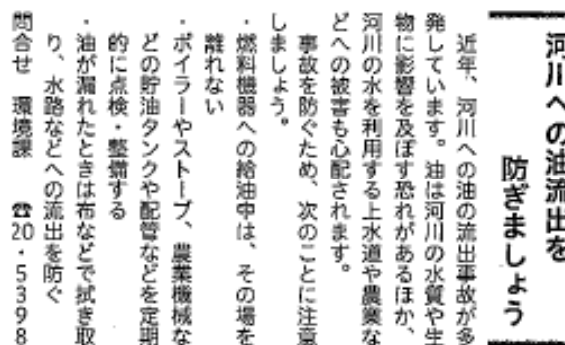 河川への油流出を
防ぎましょう
近年、河川への油の流出事故が多
発しています。油は河川の水質や生
物に影響を及ぼす恐れがあるほか、
河川の水を利用する上水道や農業な
どへの被害も心配されます。
事故を防ぐため、次のことに注意
しましょう。
・燃料機器への給油中は、その場を
離れない
・ボイラーやストーブ、農業機械な
どの貯油タンクや配管などを定期
的に点検・整備する
・油が漏れたときは布などで拭き取
り、水路などへの流出を防ぐ
問合せ 環境課 ☎20・5398